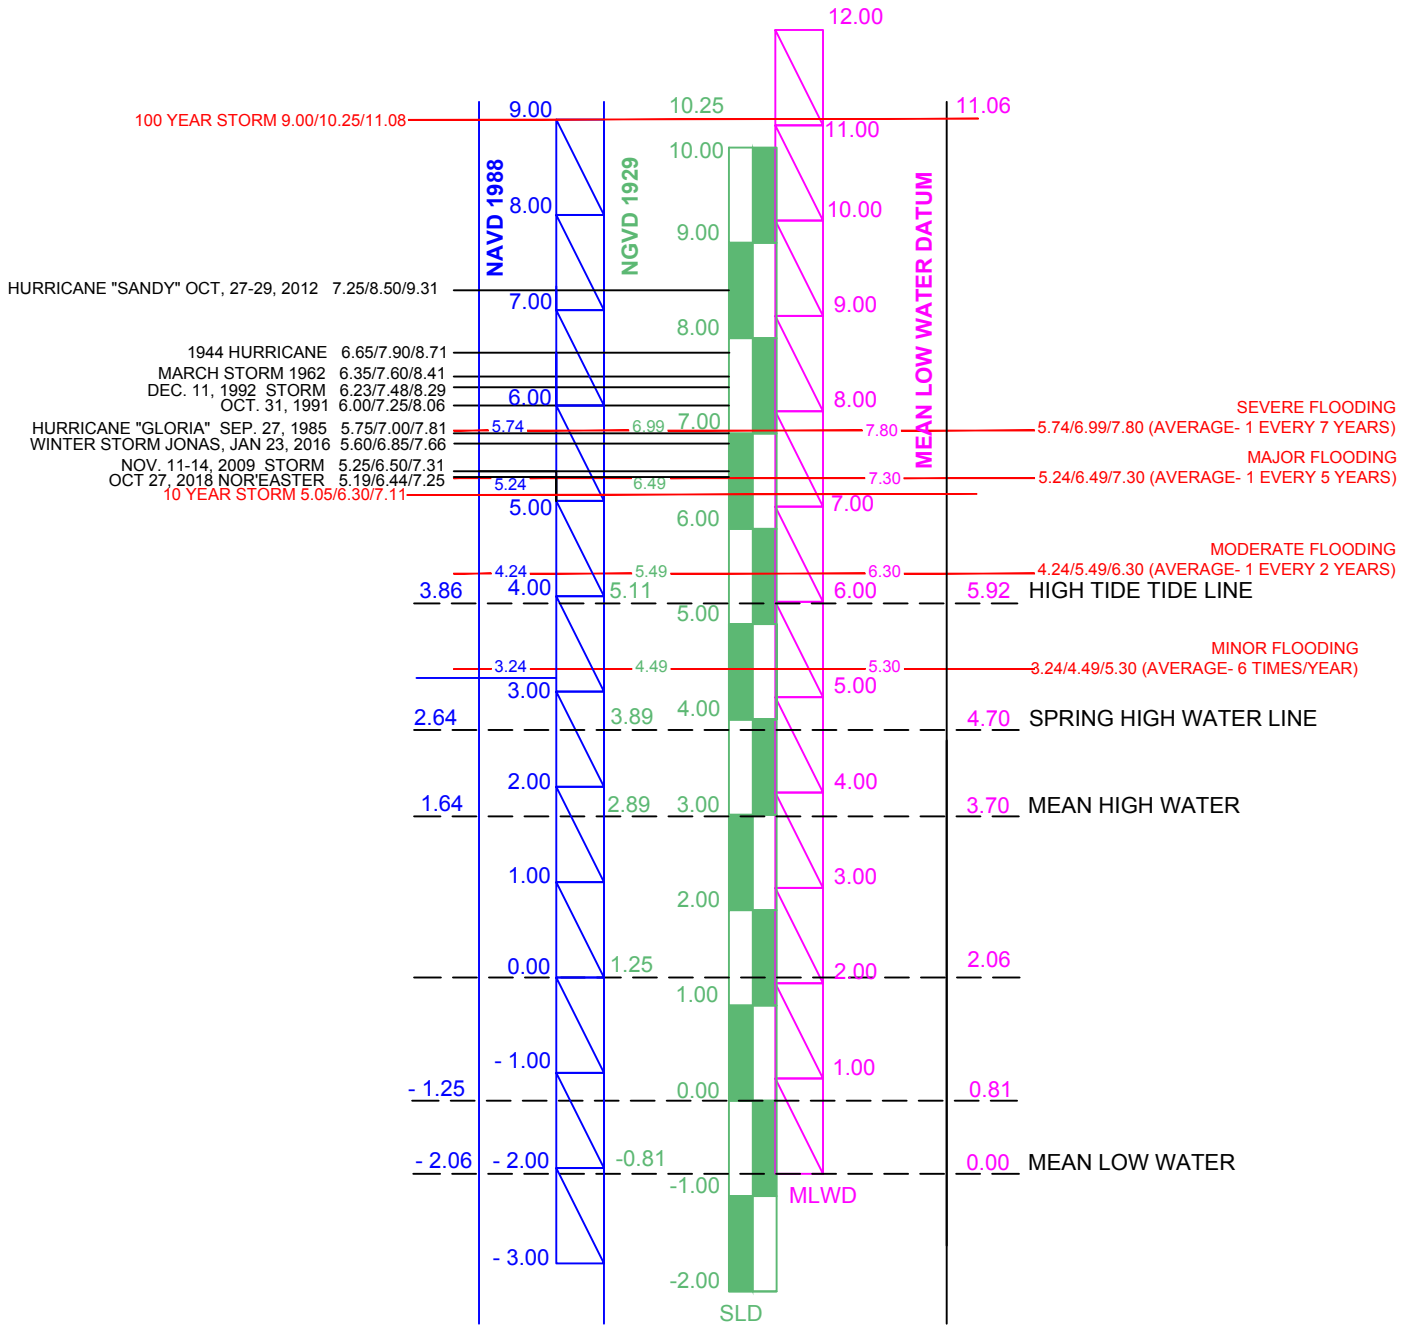 12.00
9.00
10.25
11.06
100 YEAR STORM 9.00/10.25/11.08
11.00
10.00
NAVD 1988
NGVD 1929
MEAN LOW WATER DATUM
8.00
10.00
9.00
HURRICANE "SANDY" OCT, 27-29, 2012 7.25/8.50/9.31
7.00
9.00
8.00
1944 HURRICANE 6.65/7.90/8.71
MARCH STORM 1962 6.35/7.60/8.41
DEC. 11, 1992 STORM 6.23/7.48/8.29
OCT. 31, 1991 6.00/7.25/8.06
6.00
8.00
SEVERE FLOODING
HURRICANE "GLORIA" SEP. 27, 1985 5.75/7.00/7.81
5.74
6.99
7.00
7.80
5.74/6.99/7.80 (AVERAGE- 1 EVERY 7 YEARS)
WINTER STORM JONAS, JAN 23, 2016 5.60/6.85/7.66
MAJOR FLOODING
NOV. 11-14, 2009 STORM 5.25/6.50/7.31
OCT 27, 2018 NOR'EASTER 5.19/6.44/7.25
5.24
6.49
7.30
5.24/6.49/7.30 (AVERAGE- 1 EVERY 5 YEARS)
10 YEAR STORM 5.05/6.30/7.11
5.00
6.00
7.00
MODERATE FLOODING
4.24
5.49
6.30
4.24/5.49/6.30 (AVERAGE- 1 EVERY 2 YEARS)
3.86
4.00
5.11
6.00
5.92
HIGH TIDE TIDE LINE
5.00
MINOR FLOODING
3.24
4.49
5.30
3.24/4.49/5.30 (AVERAGE- 6 TIMES/YEAR)
3.00
5.00
2.64
3.89
4.00
4.70
SPRING HIGH WATER LINE
2.00
4.00
1.64
2.89
3.00
3.70
MEAN HIGH WATER
1.00
3.00
2.00
0.00
1.25
2.00
2.06
1.00
- 1.00
1.00
- 1.25
0.00
0.81
- 2.06
- 2.00
-0.81
0.00
MEAN LOW WATER
-1.00
MLWD
- 3.00
-2.00
SLD